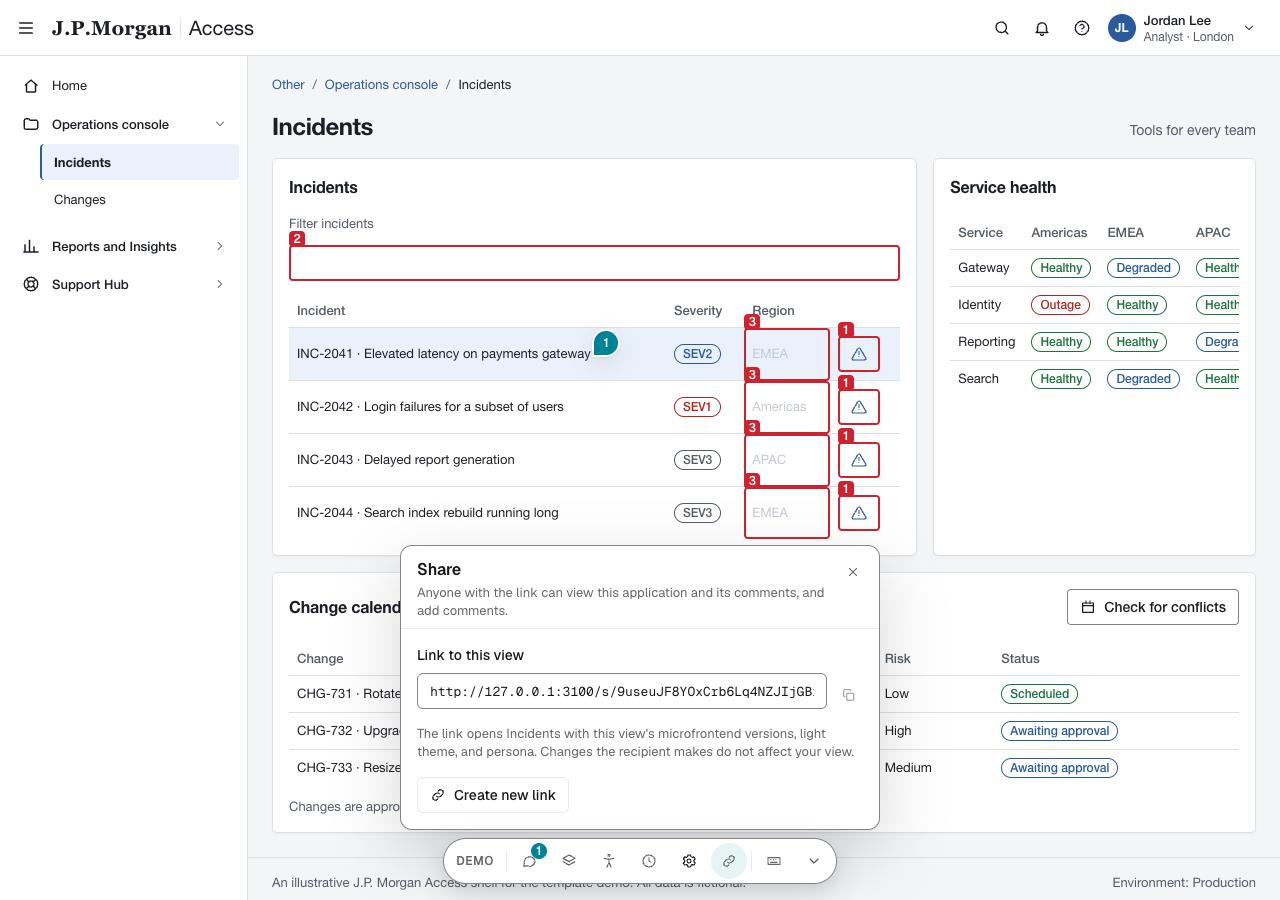 J.P.Morgan Access
JL Jordan Lee
Analyst · London
Home
Operations console
Incidents
Changes
Reports and Insights
Support Hub
Other / Operations console / Incidents
Incidents
Tools for every team
Incidents
Filter incidents
2
Incident Severity Region
INC-2041 · Elevated latency on payments gateway 1 SEV2 3 EMEA 1
INC-2042 · Login failures for a subset of users SEV1 3 Americas 1
INC-2043 · Delayed report generation SEV3 3 APAC 1
INC-2044 · Search index rebuild running long SEV3 3 EMEA 1
Service health
Service Americas EMEA APAC
Gateway Healthy Degraded Health
Identity Outage Healthy Health
Reporting Healthy Healthy Degra
Search Healthy Degraded Health
Change calend
Check for conflicts
Change Risk Status
CHG-731 · Rotate Low Scheduled
CHG-732 · Upgra High Awaiting approval
CHG-733 · Resize Medium Awaiting approval
Changes are appro
Share
Anyone with the link can view this application and its comments, and
add comments.
Link to this view
http://127.0.0.1:3100/s/9useuJF8YOxCrb6Lq4NZJIjGB
The link opens Incidents with this view's microfrontend versions, light
theme, and persona. Changes the recipient makes do not affect your view.
Create new link
DEMO 1
An illustrative J.P. Morgan Access shell for the template demo. All data is fictional.
Environment: Production